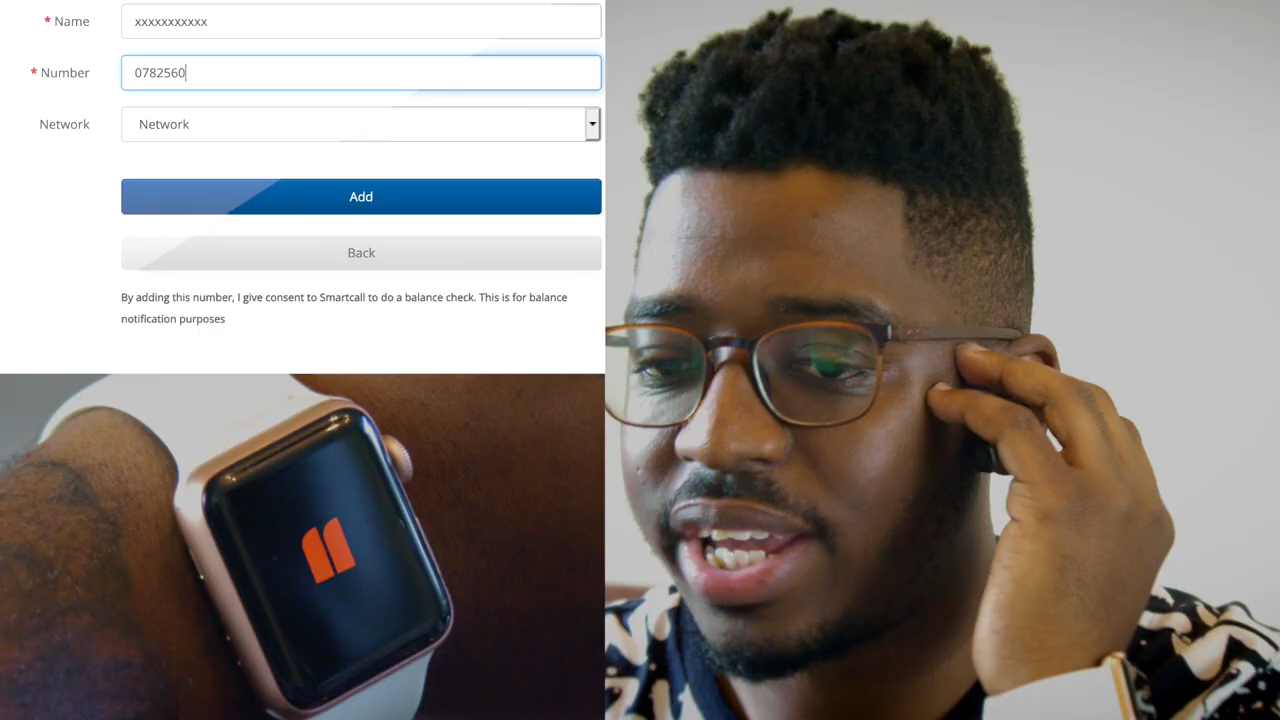 * Name
xxxxxxxxxxx
* Number
0782560
Network
Network
Add
Back
By adding this number, I give consent to Smartcall to do a balance check. This is for balance
notification purposes